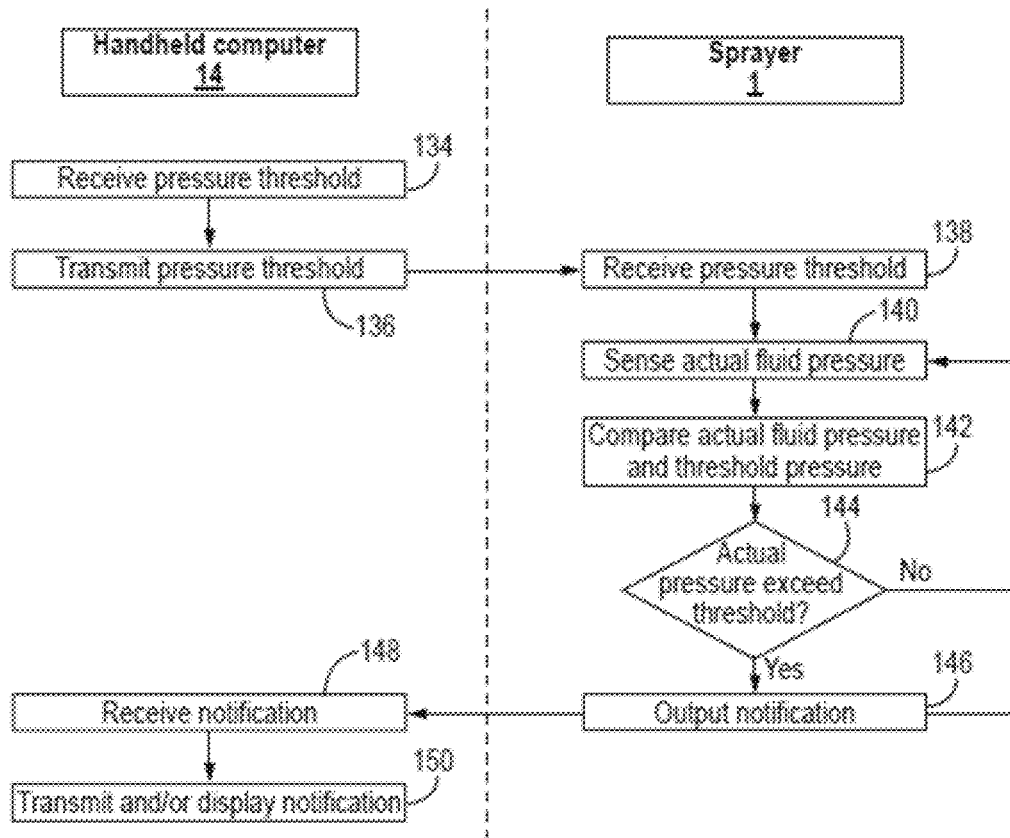 Handheld computer
14
Sprayer
1
Receive pressure threshold
134
Transmit pressure threshold
136
Receive pressure threshold
138
Sense actual fluid pressure
140
Compare actual fluid pressure
and threshold pressure
142
Actual
pressure exceed
threshold?
144
No
Yes
Output notification
146
Receive notification
148
Transmit and/or display notification
150